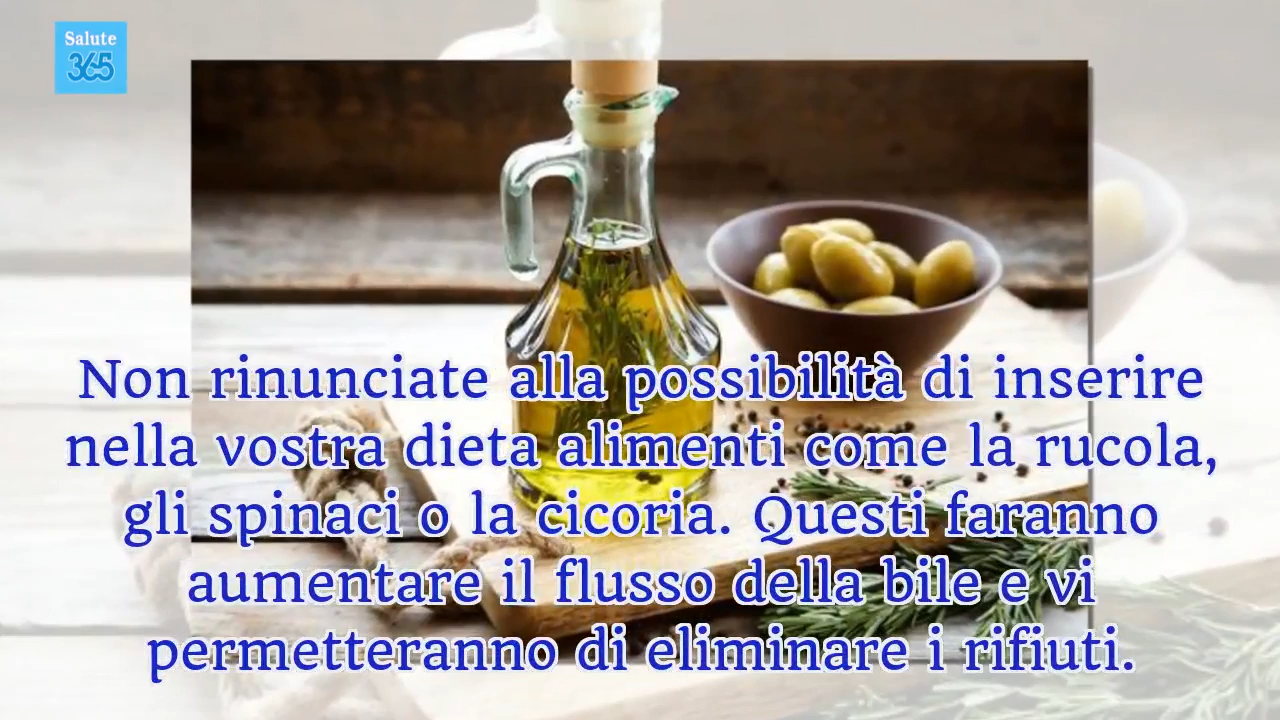 Salute
365
Non rinunciate alla possibilità di inserire
nella vostra dieta alimenti come la rucola,
gli spinaci o la cicoria. Questi faranno
aumentare il flusso della bile e vi
permetteranno di eliminare i rifiuti.